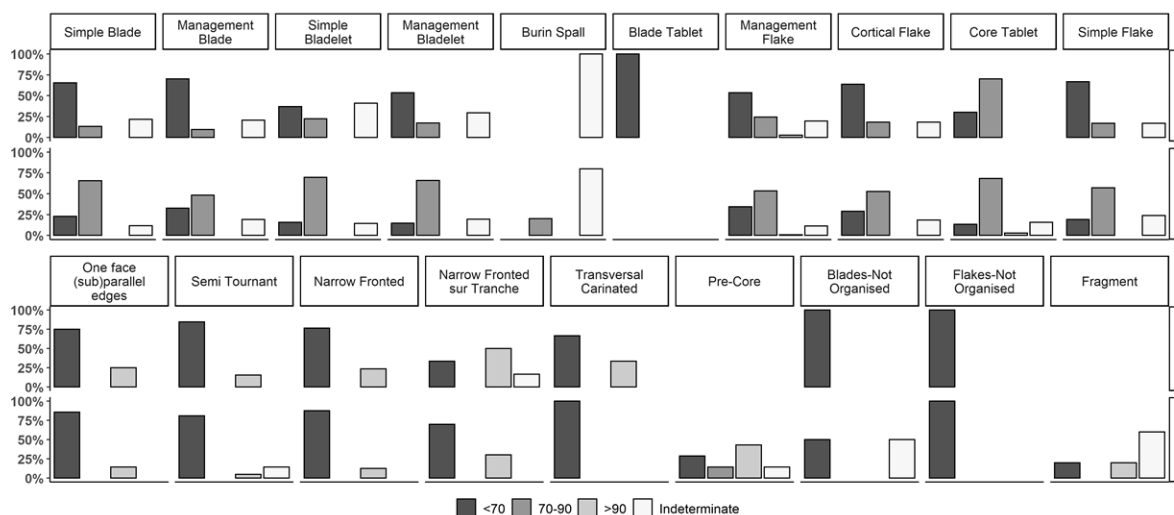 Simple Blade
Management
Blade
Simple
Bladelet
Management
Bladelet
Burin Spall
Blade Tablet
Management
Flake
Cortical Flake
Core Tablet
Simple Flake
100%
75%
50%
25%
0%
100%
75%
50%
25%
0%
One face
(sub)parallel
edges
Semi Tournant
Narrow Fronted
Narrow Fronted
sur Tranche
Transversal
Carinated
Pre-Core
Blades-Not
Organised
Flakes-Not
Organised
Fragment
100%
75%
50%
25%
0%
100%
75%
50%
25%
0%
<70 70-90 >90 Indeterminate